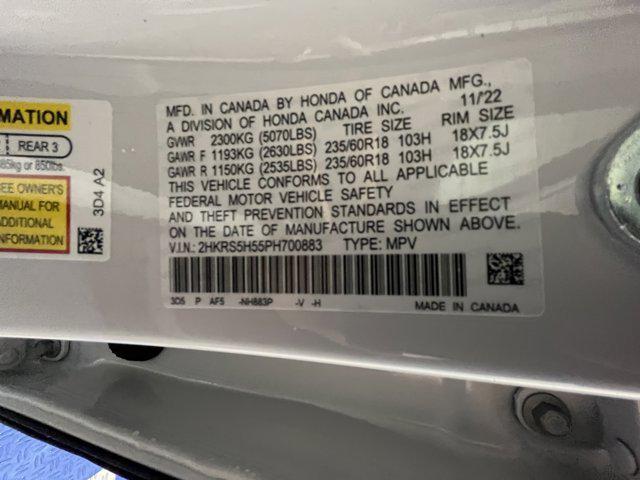 MATION
REAR 3
385kg or 850lbs.
SEE OWNER'S
MANUAL FOR
ADDITIONAL
INFORMATION
3D4 A2
MFD. IN CANADA BY HONDA OF CANADA MFG.,
A DIVISION OF HONDA CANADA INC. 11/'22
GVWR 2300KG (5070LBS) TIRE SIZE RIM SIZE
GAWR F 1193KG (2630LBS) 235/60R18 103H 18X7.5J
GAWR R 1150KG (2535LBS) 235/60R18 103H 18X7.5J
THIS VEHICLE CONFORMS TO ALL APPLICABLE
FEDERAL MOTOR VEHICLE SAFETY
AND THEFT PREVENTION STANDARDS IN EFFECT
ON THE DATE OF MANUFACTURE SHOWN ABOVE.
V.I.N.: 2HKRS5H55PH700883 TYPE: MPV
3D5 P AF5 -NH883P -V -H
MADE IN CANADA